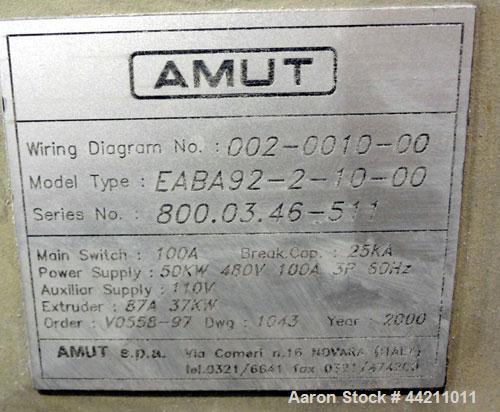 AMUT
Wiring Diagram No. : 002-0010-00
Model Type : EABA92-2-10-00
Series No. : 800.03.46-511
Main Switch : 100A Break.Cap. : 25KA
Power Supply : 50KW 480V 100A 3P 60Hz
Auxiliar Supply : 110V
Extruder : 87A 37KW
Order : V0558-97 Dwg : 1043 Year : 2000
AMUT s.p.a. Via Cameri n.16 NOVARA (ITALY)
tel.0321/6641 fax 0321/474200
Aaron Stock # 44211011